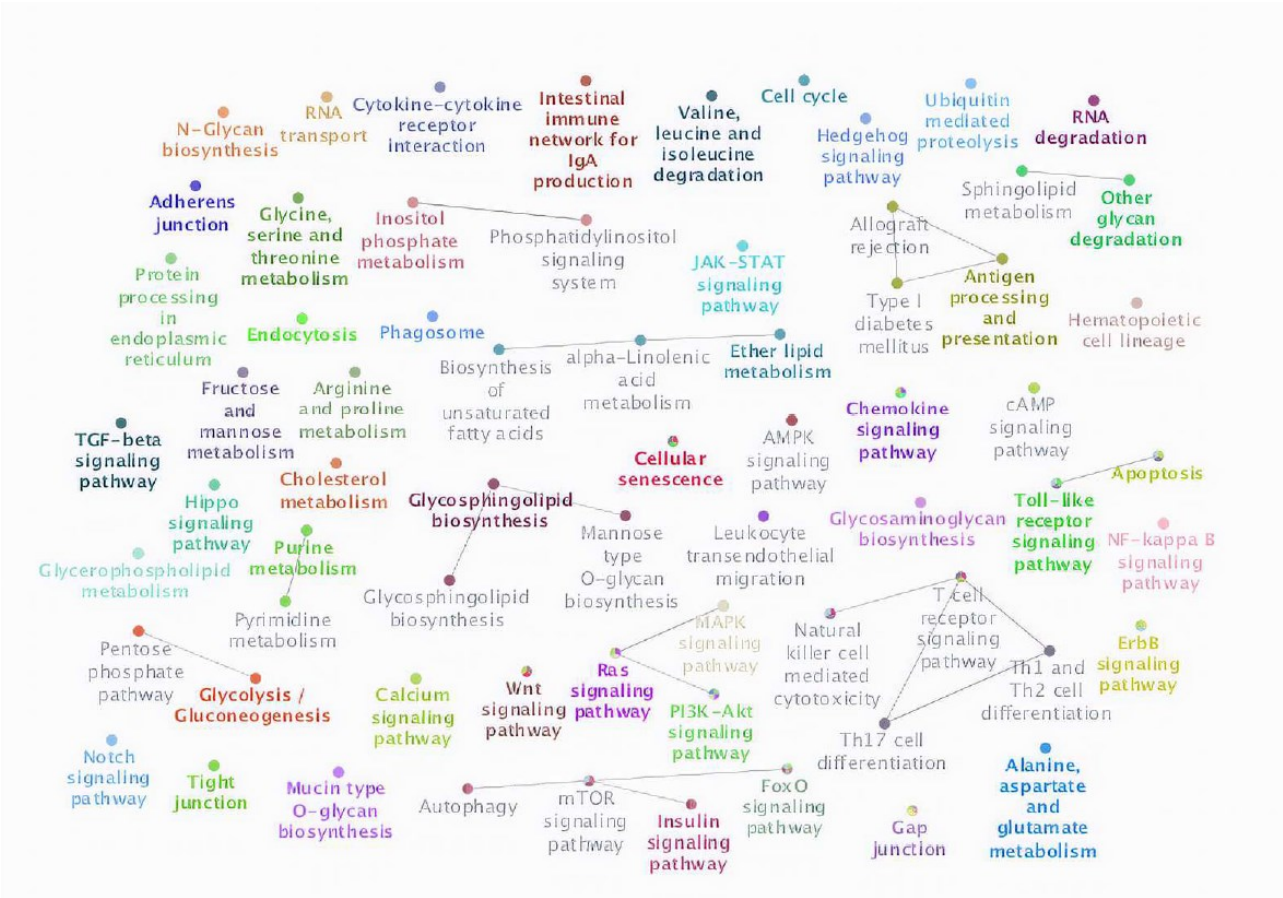 N-Glycan
biosynthesis
RNA
transport
Cytokine-cytokine
receptor
interaction
Intestinal
immune
network for
IgA
production
Valine,
leucine and
isoleucine
degradation
Cell cycle
Hedgehog
signaling
pathway
Ubiquitin
mediated
proteolysis
RNA
degradation
Adherens
junction
Glycine,
serine and
threonine
metabolism
Inositol
phosphate
metabolism
Phosphatidylinositol
signaling
system
JAK-STAT
signaling
pathway
Allograft
rejection
Sphingolipid
metabolism
Other
glycan
degradation
Protein
processing
in
endoplasmic
reticulum
Endocytosis
Phagosome
Biosynthesis
of
unsaturated
fatty acids
alpha-Linolenic
acid
metabolism
Ether lipid
metabolism
Type I
diabetes
mellitus
Antigen
processing
and
presentation
Hematopoietic
cell lineage
Fructose
and
mannose
metabolism
Arginine
and proline
metabolism
TGF-beta
signaling
pathway
Cholesterol
metabolism
Cellular
senescence
AMPK
signaling
pathway
Chemokine
signaling
pathway
cAMP
signaling
pathway
Apoptosis
Hippo
signaling
pathway
Purine
metabolism
Glycosphingolipid
biosynthesis
Mannose
type
O-glycan
biosynthesis
Leukocyte
transendothelial
migration
Glycosaminoglycan
biosynthesis
Toll-like
receptor
signaling
pathway
NF-kappa B
signaling
pathway
Glycerophospholipid
metabolism
Pyrimidine
metabolism
Glycosphingolipid
biosynthesis
MAPK
signaling
pathway
Natural
killer cell
mediated
cytotoxicity
T cell
receptor
signaling
pathway
Th1 and
Th2 cell
differentiation
ErbB
signaling
pathway
Pentose
phosphate
pathway
Glycolysis /
Gluconeogenesis
Calcium
signaling
pathway
Wnt
signaling
pathway
Ras
signaling
pathway
PI3K-Akt
signaling
pathway
Th17 cell
differentiation
Notch
signaling
pathway
Tight
junction
Mucin type
O-glycan
biosynthesis
Autophagy
mTOR
signaling
pathway
Insulin
signaling
pathway
FoxO
signaling
pathway
Gap
junction
Alanine,
aspartate
and
glutamate
metabolism